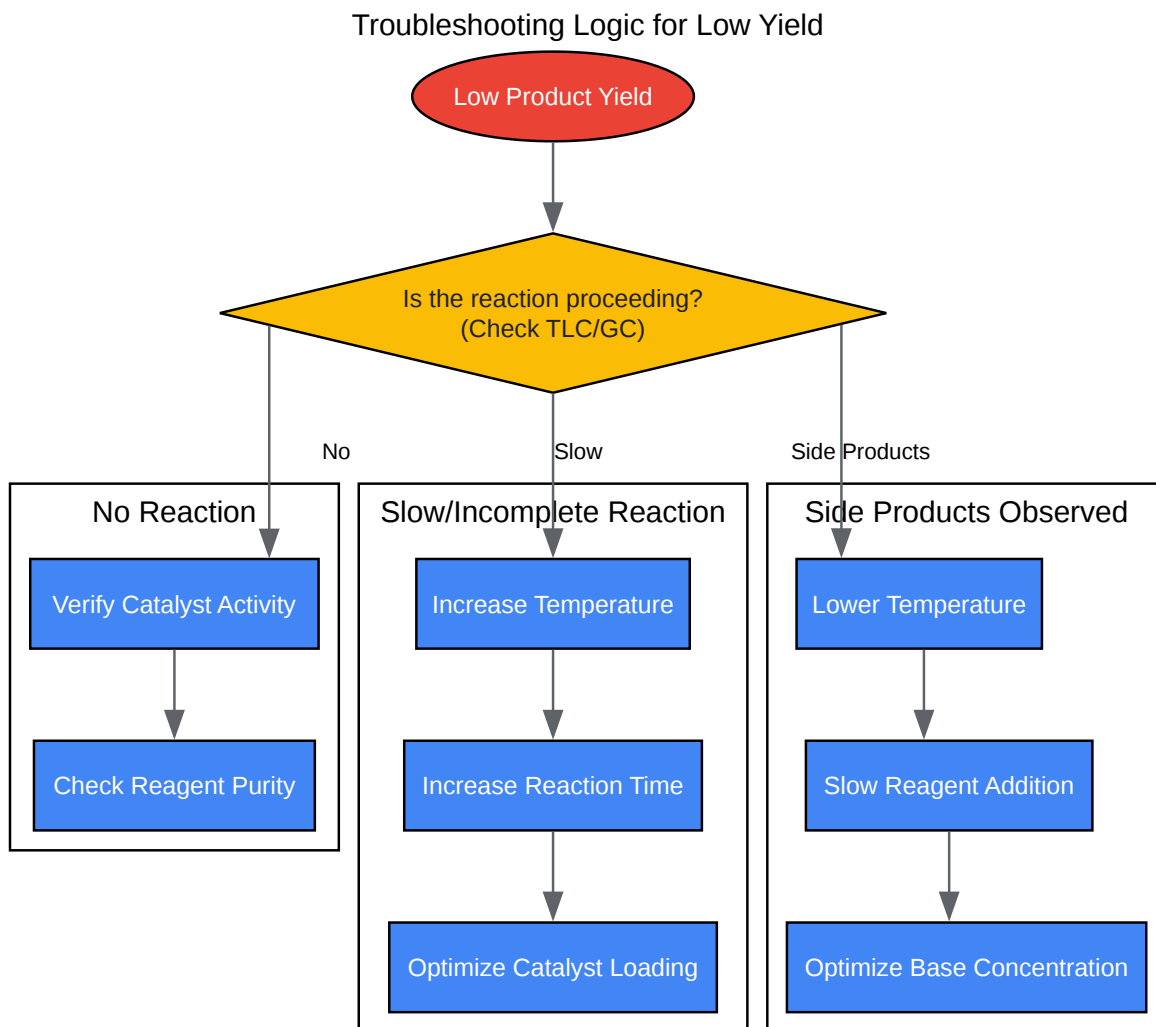 Troubleshooting Logic for Low Yield
Low Product Yield
Is the reaction proceeding?
(Check TLC/GC)
No
Slow
Side Products
No Reaction
Verify Catalyst Activity
Check Reagent Purity
Slow/Incomplete Reaction
Increase Temperature
Increase Reaction Time
Optimize Catalyst Loading
Side Products Observed
Lower Temperature
Slow Reagent Addition
Optimize Base Concentration